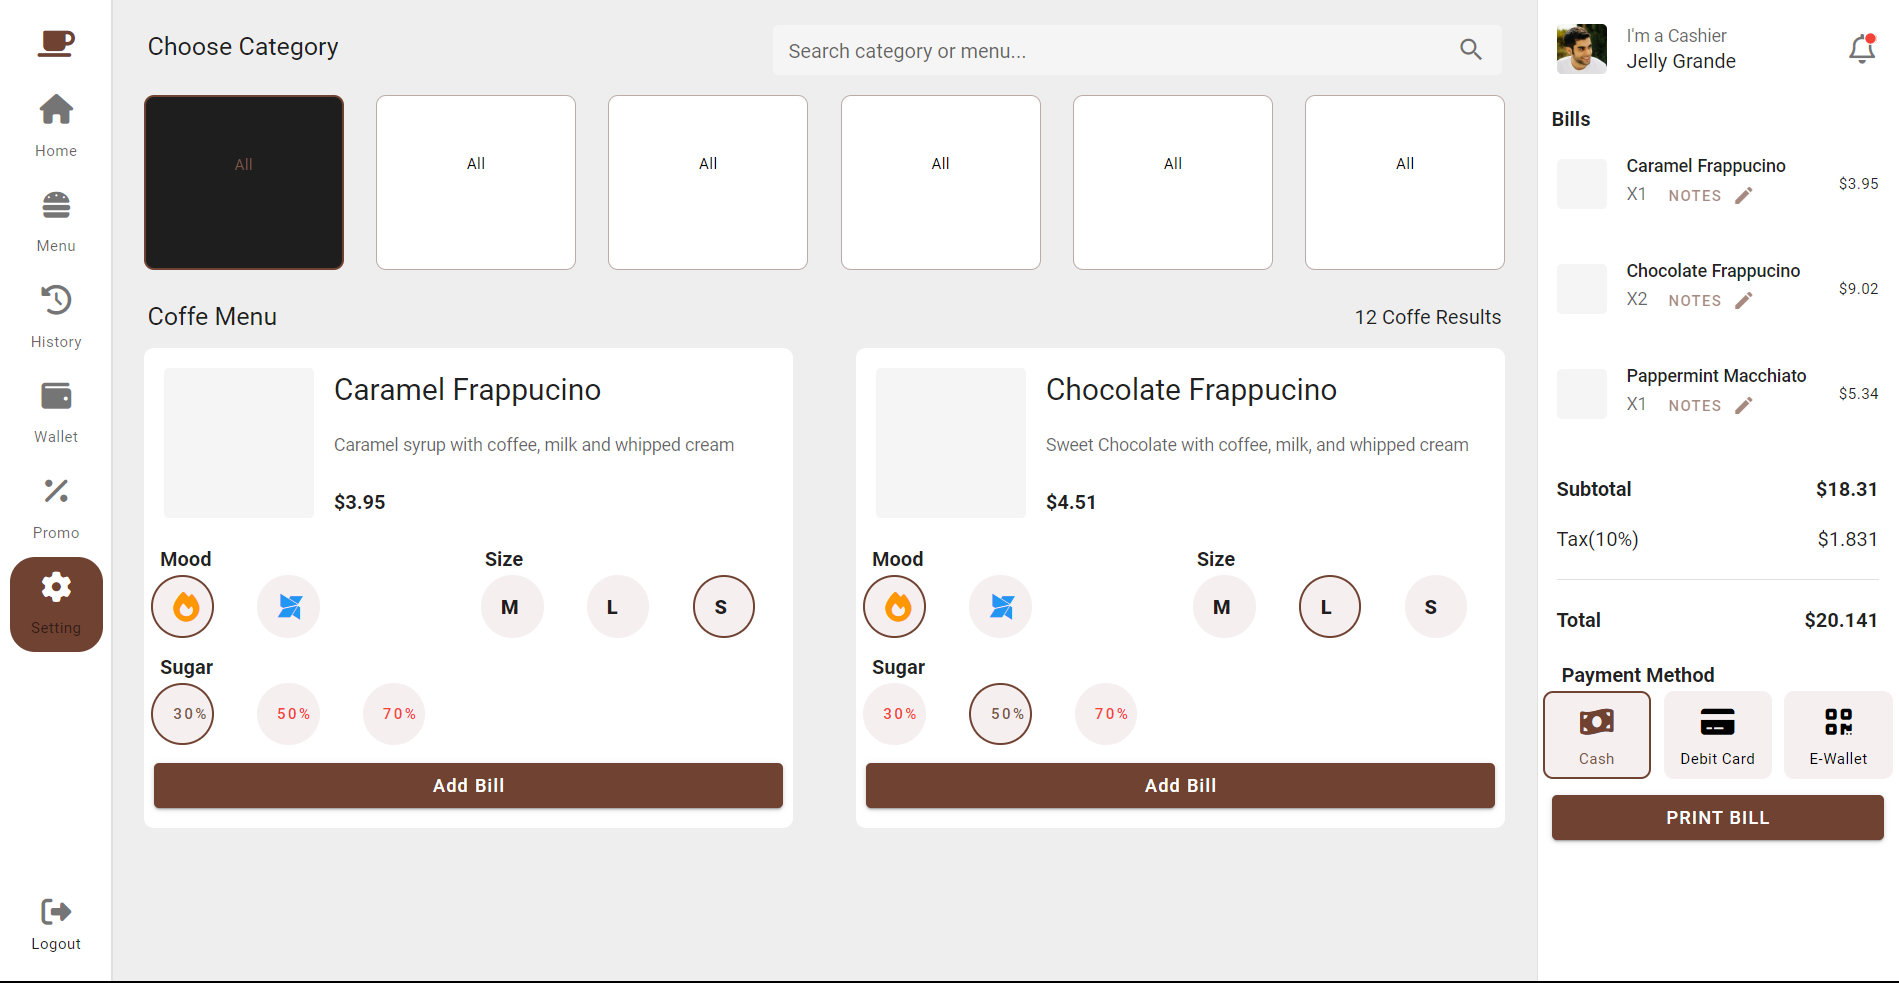 Home
Menu
History
Wallet
Promo
Setting
Logout
Choose Category
Search category or menu...
All
All
All
All
All
All
Coffe Menu
12 Coffe Results
Caramel Frappucino
Caramel syrup with coffee, milk and whipped cream
$3.95
Mood
Size
M
L
S
Sugar
30%
50%
70%
Add Bill
Chocolate Frappucino
Sweet Chocolate with coffee, milk, and whipped cream
$4.51
Mood
Size
M
L
S
Sugar
30%
50%
70%
Add Bill
I'm a Cashier
Jelly Grande
Bills
Caramel Frappucino
X1 NOTES
$3.95
Chocolate Frappucino
X2 NOTES
$9.02
Pappermint Macchiato
X1 NOTES
$5.34
Subtotal $18.31
Tax(10%) $1.831
Total $20.141
Payment Method
Cash
Debit Card
E-Wallet
PRINT BILL